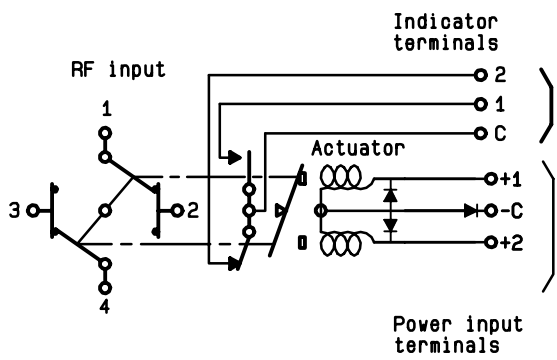 Indicator
terminals
RF input
2
1
1
C
Actuator
+1
3
2
-C
+2
4
Power input
terminals